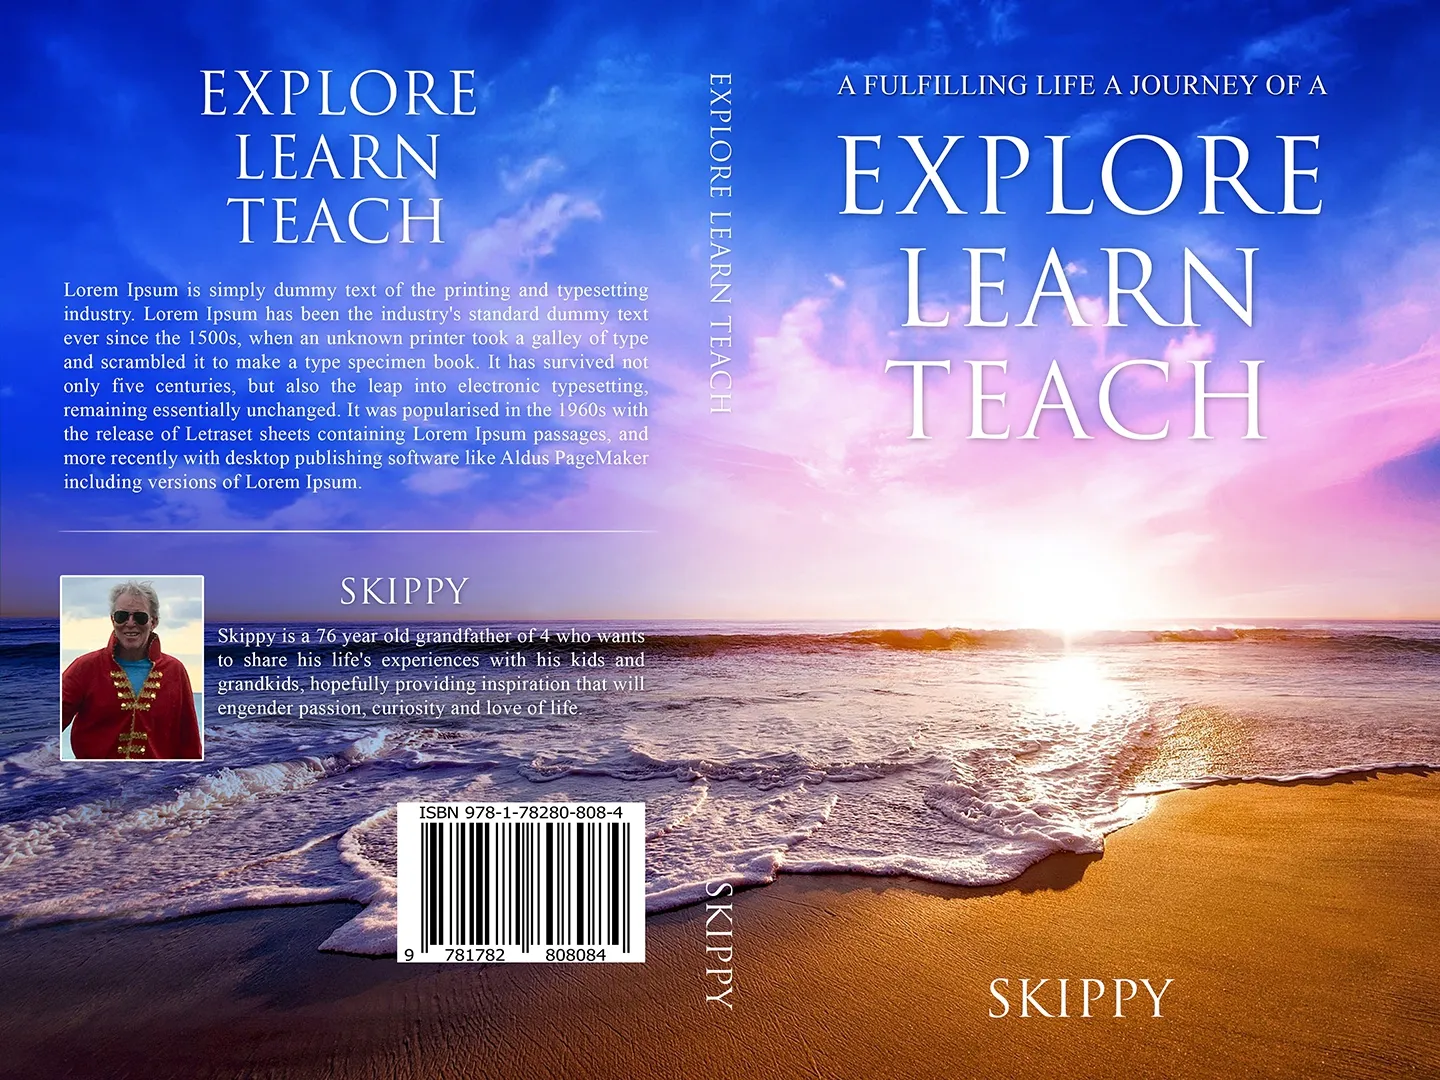 EXPLORE
LEARN
TEACH
Lorem Ipsum is simply dummy text of the printing and typesetting
industry. Lorem Ipsum has been the industry's standard dummy text
ever since the 1500s, when an unknown printer took a galley of type
and scrambled it to make a type specimen book. It has survived not
only five centuries, but also the leap into electronic typesetting,
remaining essentially unchanged. It was popularised in the 1960s with
the release of Letraset sheets containing Lorem Ipsum passages, and
more recently with desktop publishing software like Aldus PageMaker
including versions of Lorem Ipsum.
SKIPPY
Skippy is a 76 year old grandfather of 4 who wants
to share his life's experiences with his kids and
grandkids, hopefully providing inspiration that will
engender passion, curiosity and love of life.
ISBN 978-1-78280-808-4
9 781782 808084
EXPLORE LEARN TEACH
SKIPPY
A FULFILLING LIFE A JOURNEY OF A
EXPLORE
LEARN
TEACH
SKIPPY